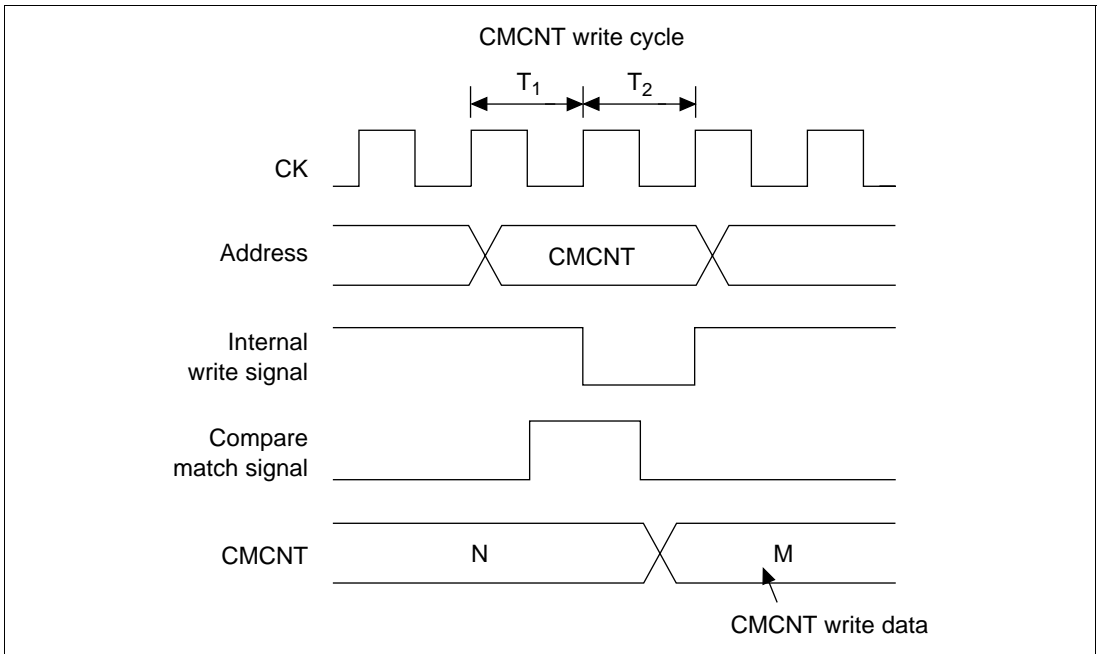 CMCNT write cycle
T1 T2
CK
Address
CMCNT
Internal
write signal
Compare
match signal
CMCNT
N M
CMCNT write data